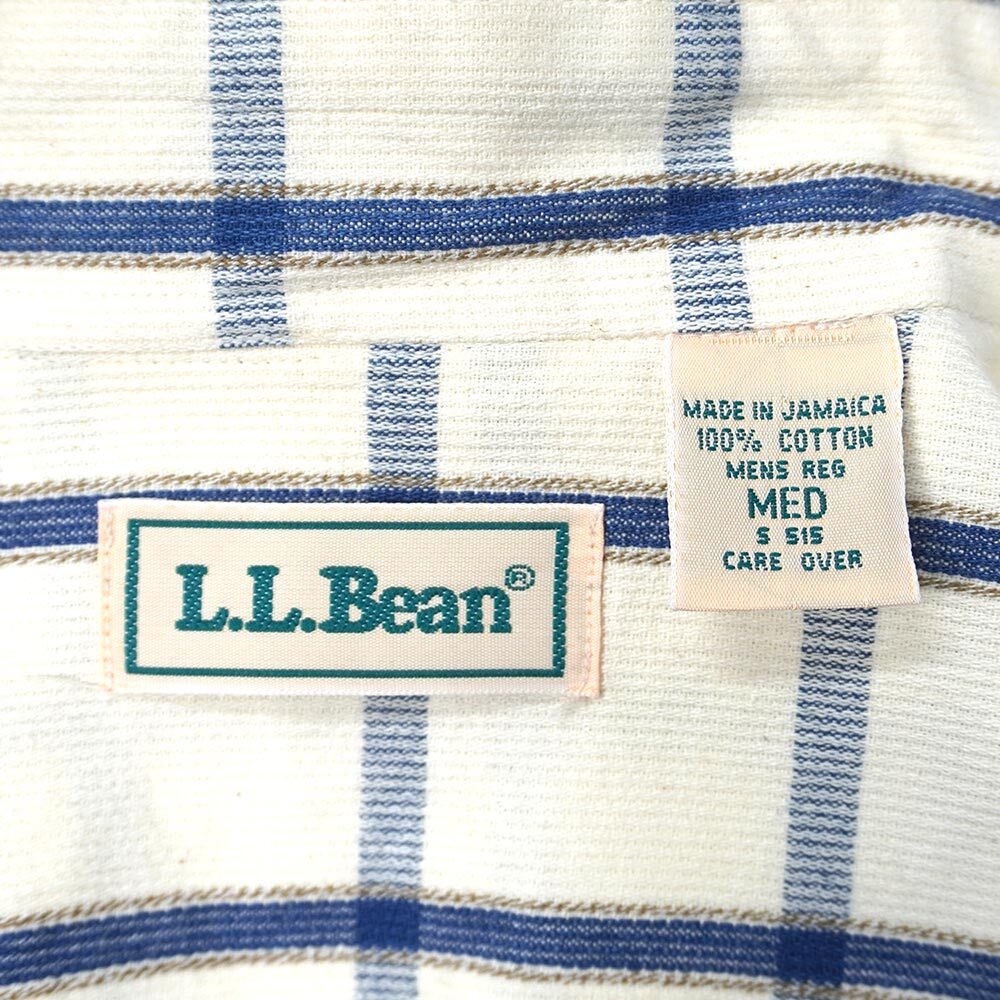 MADE IN JAMAICA
100% COTTON
MENS REG
MED
S 515
CARE OVER
L.L.Bean®